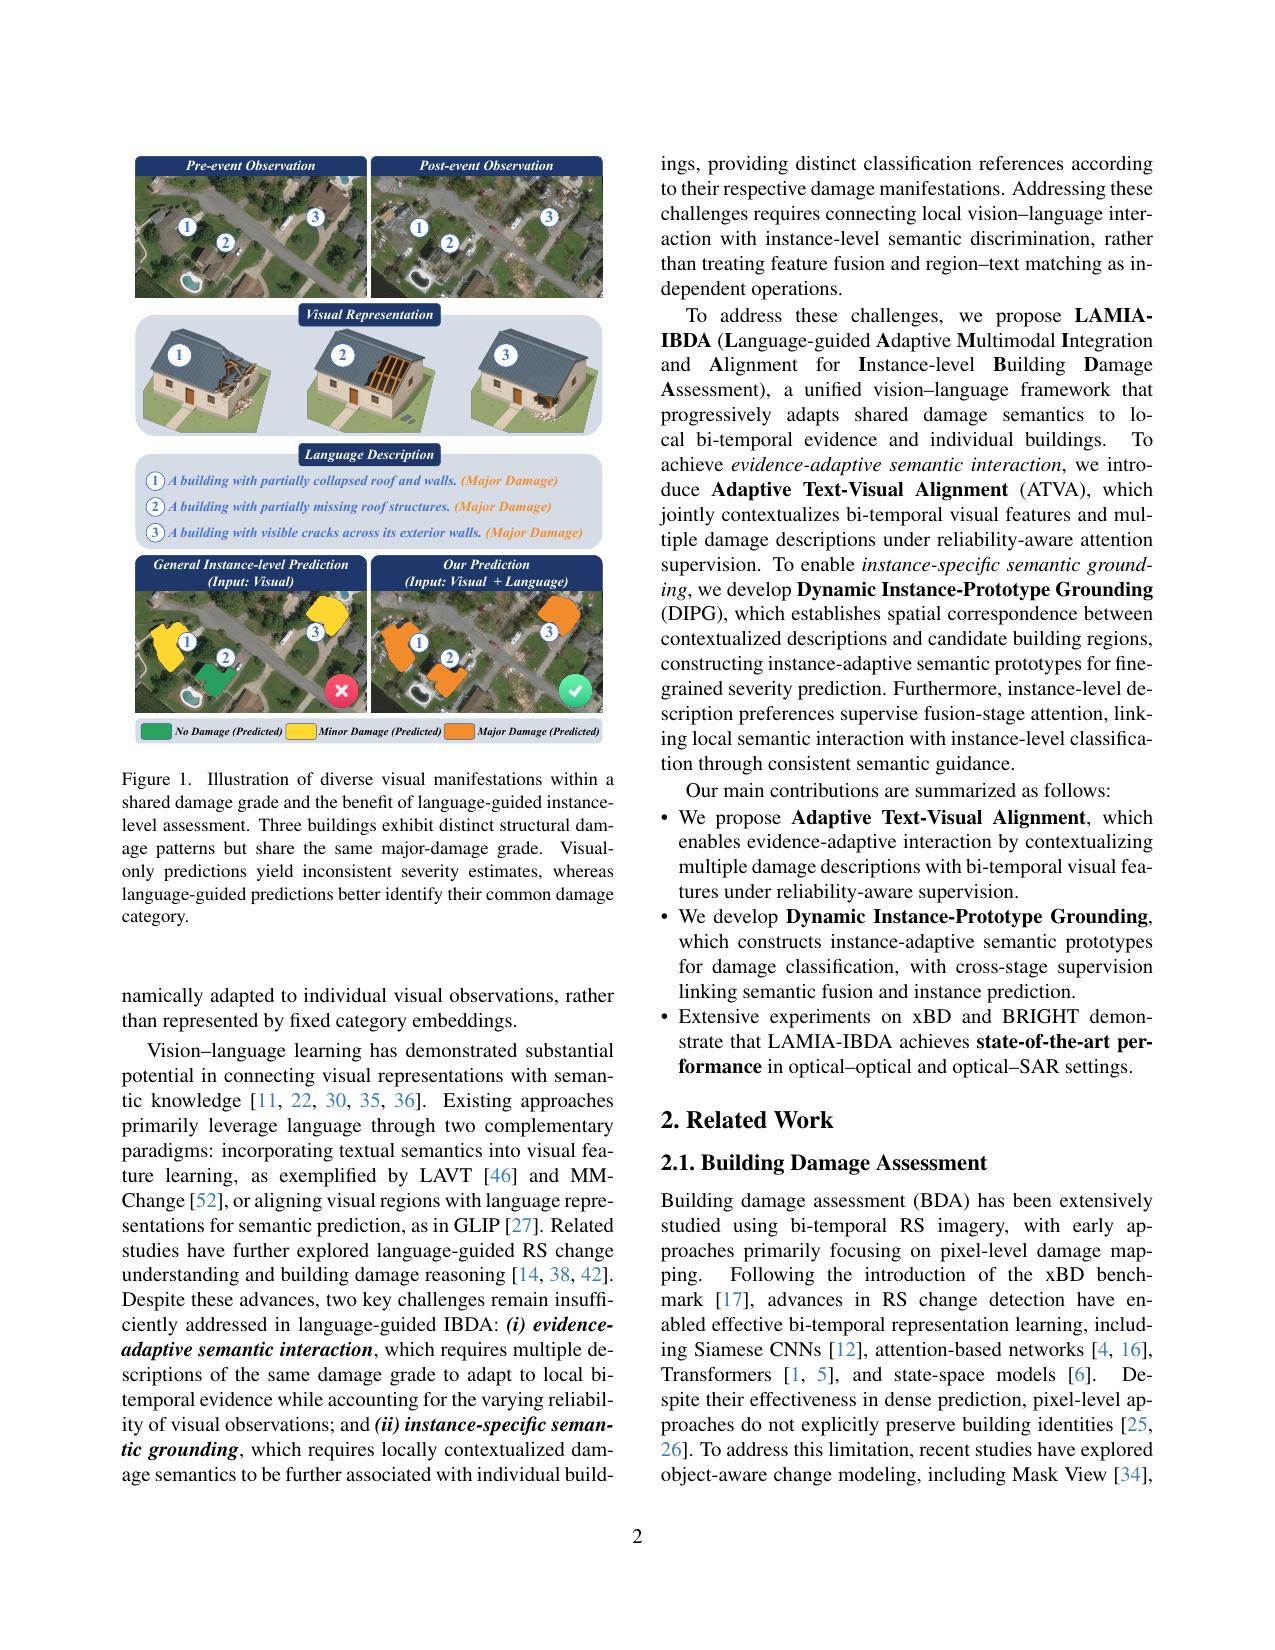 Pre-event Observation
Post-event Observation
1
2
3
1
2
3
Visual Representation
1
2
3
Language Description
1 A building with partially collapsed roof and walls. (Major Damage)
2 A building with partially missing roof structures. (Major Damage)
3 A building with visible cracks across its exterior walls. (Major Damage)
General Instance-level Prediction
(Input: Visual)
Our Prediction
(Input: Visual + Language)
1
2
3
1
2
3
No Damage (Predicted)
Minor Damage (Predicted)
Major Damage (Predicted)
Figure 1. Illustration of diverse visual manifestations within a
shared damage grade and the benefit of language-guided instance-
level assessment. Three buildings exhibit distinct structural dam-
age patterns but share the same major-damage grade. Visual-
only predictions yield inconsistent severity estimates, whereas
language-guided predictions better identify their common damage
category.
namically adapted to individual visual observations, rather
than represented by fixed category embeddings.
Vision–language learning has demonstrated substantial
potential in connecting visual representations with seman-
tic knowledge [11, 22, 30, 35, 36]. Existing approaches
primarily leverage language through two complementary
paradigms: incorporating textual semantics into visual fea-
ture learning, as exemplified by LAVT [46] and MM-
Change [52], or aligning visual regions with language repre-
sentations for semantic prediction, as in GLIP [27]. Related
studies have further explored language-guided RS change
understanding and building damage reasoning [14, 38, 42].
Despite these advances, two key challenges remain insuffi-
ciently addressed in language-guided IBDA: (i) evidence-
adaptive semantic interaction, which requires multiple de-
scriptions of the same damage grade to adapt to local bi-
temporal evidence while accounting for the varying reliabil-
ity of visual observations; and (ii) instance-specific seman-
tic grounding, which requires locally contextualized dam-
age semantics to be further associated with individual build-
ings, providing distinct classification references according
to their respective damage manifestations. Addressing these
challenges requires connecting local vision–language inter-
action with instance-level semantic discrimination, rather
than treating feature fusion and region–text matching as in-
dependent operations.
To address these challenges, we propose LAMIA-
IBDA (Language-guided Adaptive Multimodal Integration
and Alignment for Instance-level Building Damage
Assessment), a unified vision–language framework that
progressively adapts shared damage semantics to lo-
cal bi-temporal evidence and individual buildings. To
achieve evidence-adaptive semantic interaction, we intro-
duce Adaptive Text-Visual Alignment (ATVA), which
jointly contextualizes bi-temporal visual features and mul-
tiple damage descriptions under reliability-aware attention
supervision. To enable instance-specific semantic ground-
ing, we develop Dynamic Instance-Prototype Grounding
(DIPG), which establishes spatial correspondence between
contextualized descriptions and candidate building regions,
constructing instance-adaptive semantic prototypes for fine-
grained severity prediction. Furthermore, instance-level de-
scription preferences supervise fusion-stage attention, link-
ing local semantic interaction with instance-level classifica-
tion through consistent semantic guidance.
Our main contributions are summarized as follows:
• We propose Adaptive Text-Visual Alignment, which
enables evidence-adaptive interaction by contextualizing
multiple damage descriptions with bi-temporal visual fea-
tures under reliability-aware supervision.
• We develop Dynamic Instance-Prototype Grounding,
which constructs instance-adaptive semantic prototypes
for damage classification, with cross-stage supervision
linking semantic fusion and instance prediction.
• Extensive experiments on xBD and BRIGHT demon-
strate that LAMIA-IBDA achieves state-of-the-art per-
formance in optical–optical and optical–SAR settings.
2. Related Work
2.1. Building Damage Assessment
Building damage assessment (BDA) has been extensively
studied using bi-temporal RS imagery, with early ap-
proaches primarily focusing on pixel-level damage map-
ping. Following the introduction of the xBD bench-
mark [17], advances in RS change detection have en-
abled effective bi-temporal representation learning, includ-
ing Siamese CNNs [12], attention-based networks [4, 16],
Transformers [1, 5], and state-space models [6]. De-
spite their effectiveness in dense prediction, pixel-level ap-
proaches do not explicitly preserve building identities [25,
26]. To address this limitation, recent studies have explored
object-aware change modeling, including Mask View [34],
2